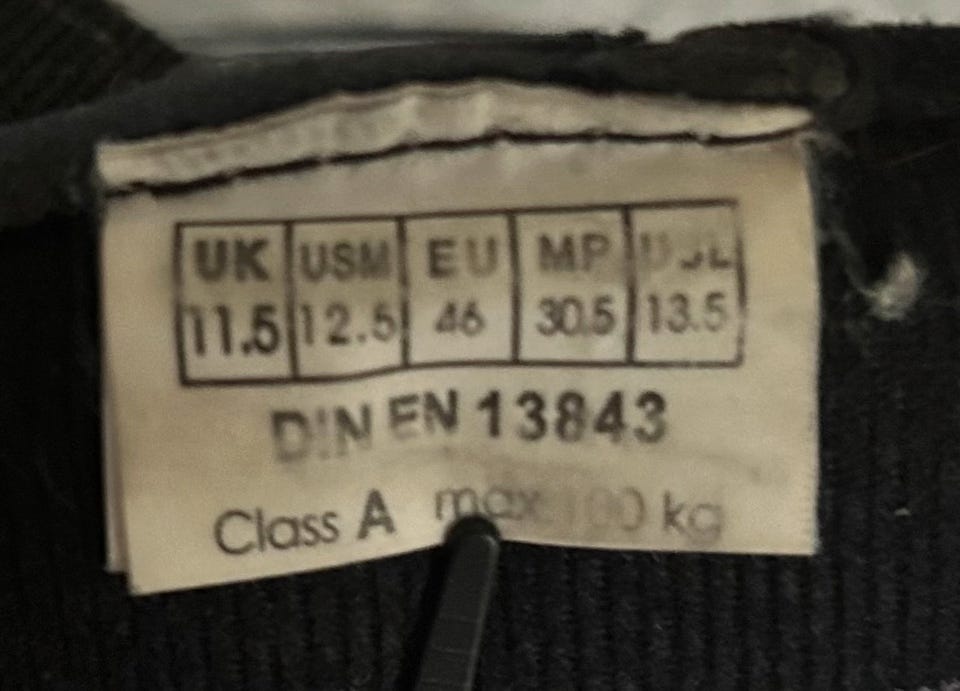 UK USM EU MP
11.5 12.5 46 30.5 13.5
DIN EN 13843
Class A max 100 kg